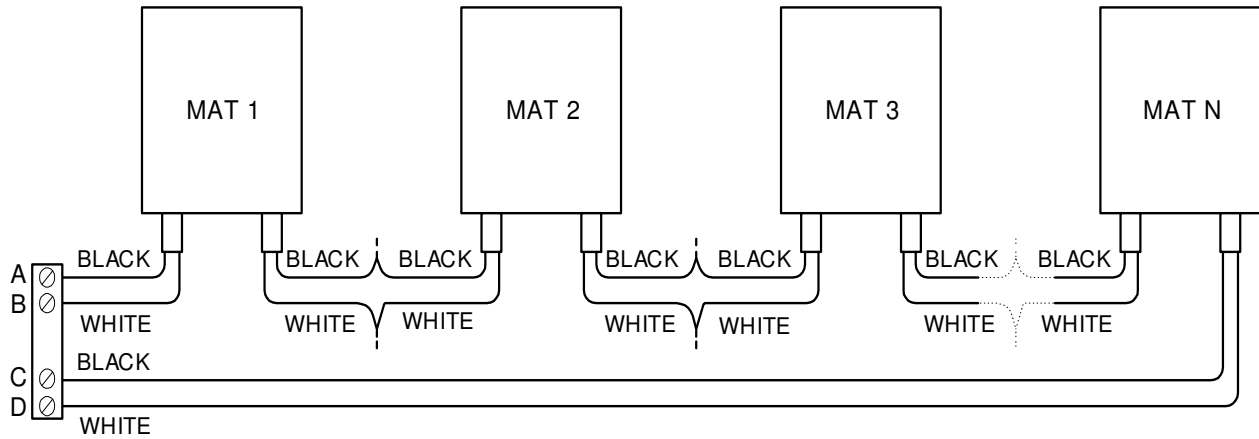 MAT 1 MAT 2 MAT 3 MAT N
A BLACK BLACK BLACK BLACK BLACK BLACK BLACK
B
WHITE WHITE WHITE WHITE WHITE WHITE WHITE
BLACK
C
D
WHITE